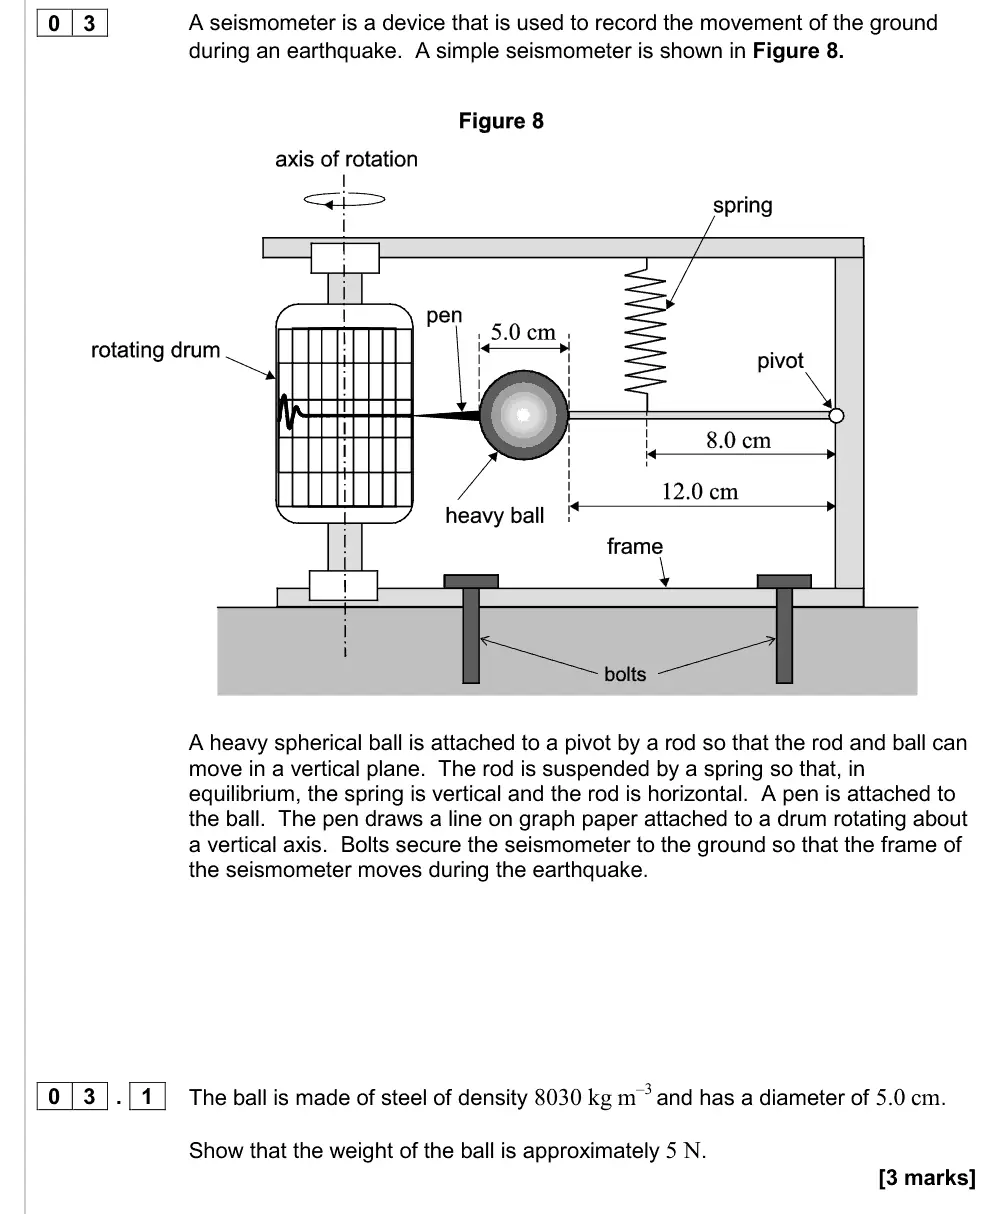 0 3
A seismometer is a device that is used to record the movement of the ground
during an earthquake. A simple seismometer is shown in Figure 8.
Figure 8
axis of rotation
spring
pen
5.0 cm
rotating drum
pivot
8.0 cm
12.0 cm
heavy ball
frame
bolts
A heavy spherical ball is attached to a pivot by a rod so that the rod and ball can
move in a vertical plane. The rod is suspended by a spring so that, in
equilibrium, the spring is vertical and the rod is horizontal. A pen is attached to
the ball. The pen draws a line on graph paper attached to a drum rotating about
a vertical axis. Bolts secure the seismometer to the ground so that the frame of
the seismometer moves during the earthquake.
0 3 . 1
The ball is made of steel of density 8030 kg m⁻³ and has a diameter of 5.0 cm.
Show that the weight of the ball is approximately 5 N.
[3 marks]